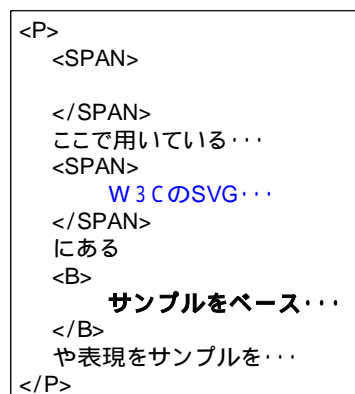 <P>
<SPAN>
</SPAN>
ここで用いている・・・
<SPAN>
Ｗ３ＣのSVG・・・
</SPAN>
にある
<B>
サンプルをベース・・・
</B>
や表現をサンプルを・・・
</P>